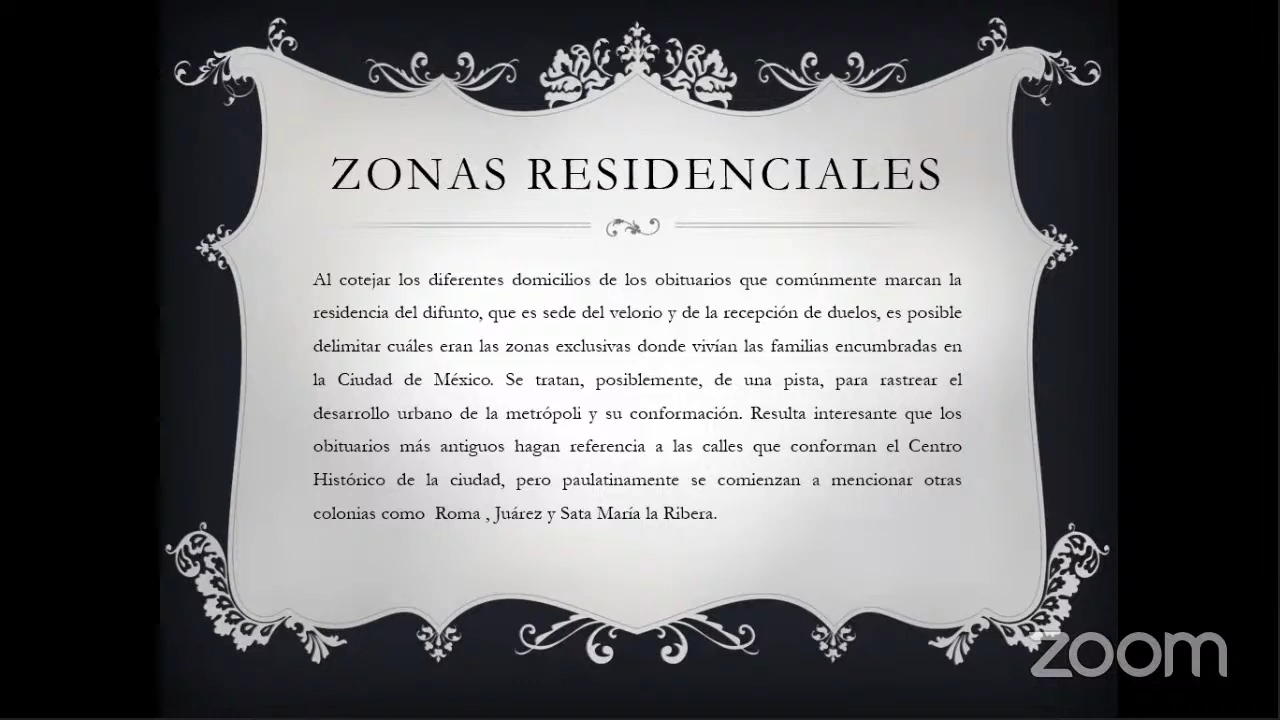 ZONAS RESIDENCIALES
Al cotejar los diferentes domicilios de los obituarios que comúnmente marcan la
residencia del difunto, que es sede del velorio y de la recepción de duelos, es posible
delimitar cuáles eran las zonas exclusivas donde vivían las familias encumbradas en
la Ciudad de México. Se tratan, posiblemente, de una pista, para rastrear el
desarrollo urbano de la metrópoli y su conformación. Resulta interesante que los
obituarios más antiguos hagan referencia a las calles que conforman el Centro
Histórico de la ciudad, pero paulatinamente se comienzan a mencionar otras
colonias como Roma , Juárez y Sata María la Ribera.
zoom